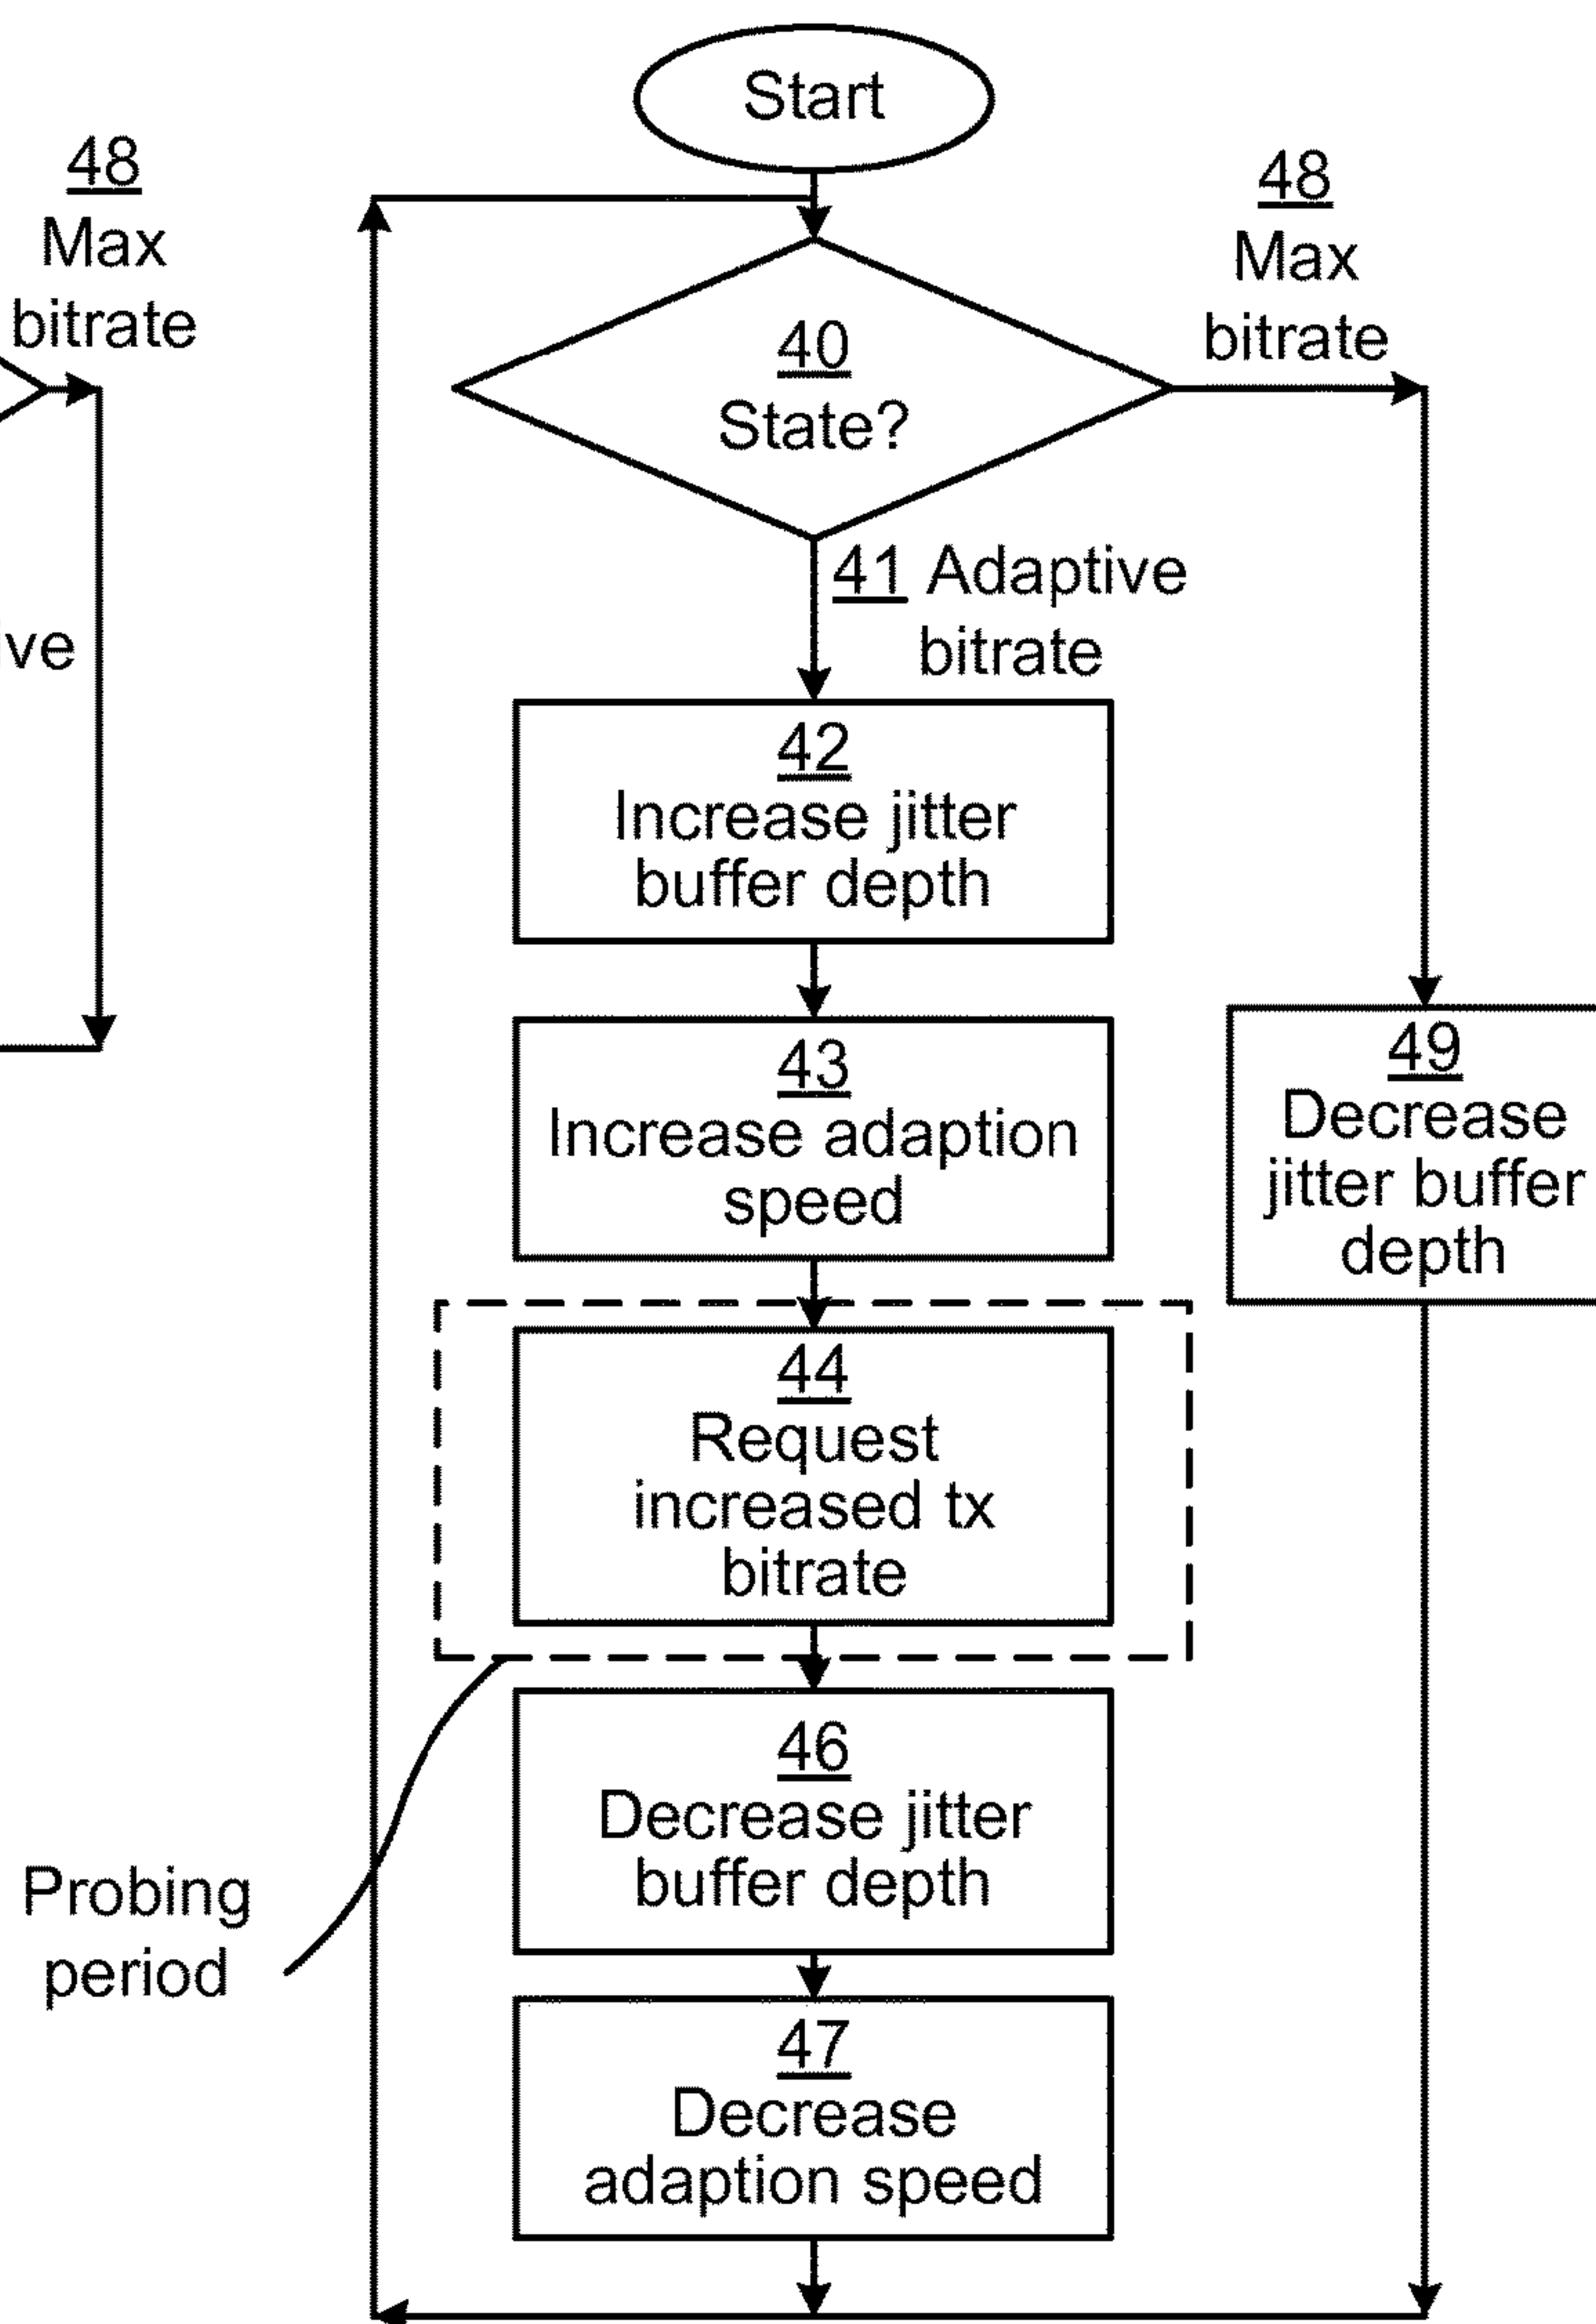 48
Max
bitrate
ive
Start
40
State?
48
Max
bitrate
41 Adaptive
bitrate
42
Increase jitter
buffer depth
43
Increase adaption
speed
44
Request
increased tx
bitrate
Probing
period
46
Decrease jitter
buffer depth
47
Decrease
adaption speed
49
Decrease
jitter buffer
depth